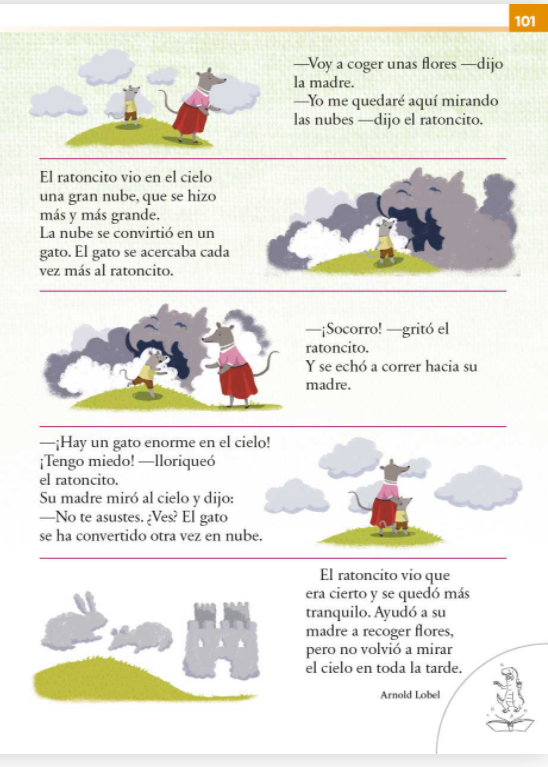 101
—Voy a coger unas flores —dijo
la madre.
—Yo me quedaré aquí mirando
las nubes —dijo el ratoncito.
El ratoncito vio en el cielo
una gran nube, que se hizo
más y más grande.
La nube se convirtió en un
gato. El gato se acercaba cada
vez más al ratoncito.
—¡Socorro! —gritó el
ratoncito.
Y se echó a correr hacia su
madre.
—¡Hay un gato enorme en el cielo!
¡Tengo miedo! —lloriqueó
el ratoncito.
Su madre miró al cielo y dijo:
—No te asustes. ¿Ves? El gato
se ha convertido otra vez en nube.
El ratoncito vio que
era cierto y se quedó más
tranquilo. Ayudó a su
madre a recoger flores,
pero no volvió a mirar
el cielo en toda la tarde.
Arnold Lobel